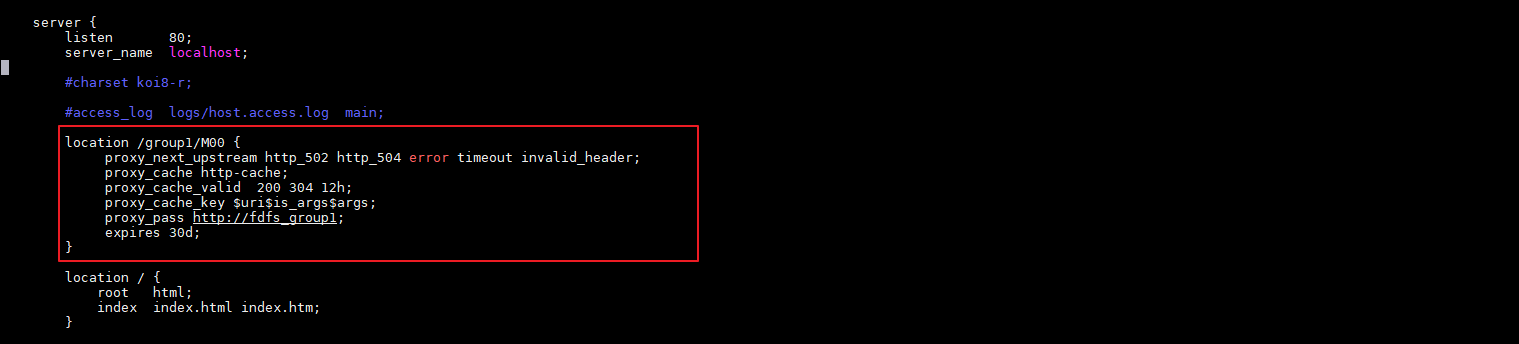 server {
listen       80;
server_name  localhost;
#charset koi8-r;
#access_log  logs/host.access.log  main;
location /group1/M00 {
proxy_next_upstream http_502 http_504 error timeout invalid_header;
proxy_cache http-cache;
proxy_cache_valid  200 304 12h;
proxy_cache_key $uri$is_args$args;
proxy_pass http://fdfs_group1;
expires 30d;
}
location / {
root   html;
index  index.html index.htm;
}